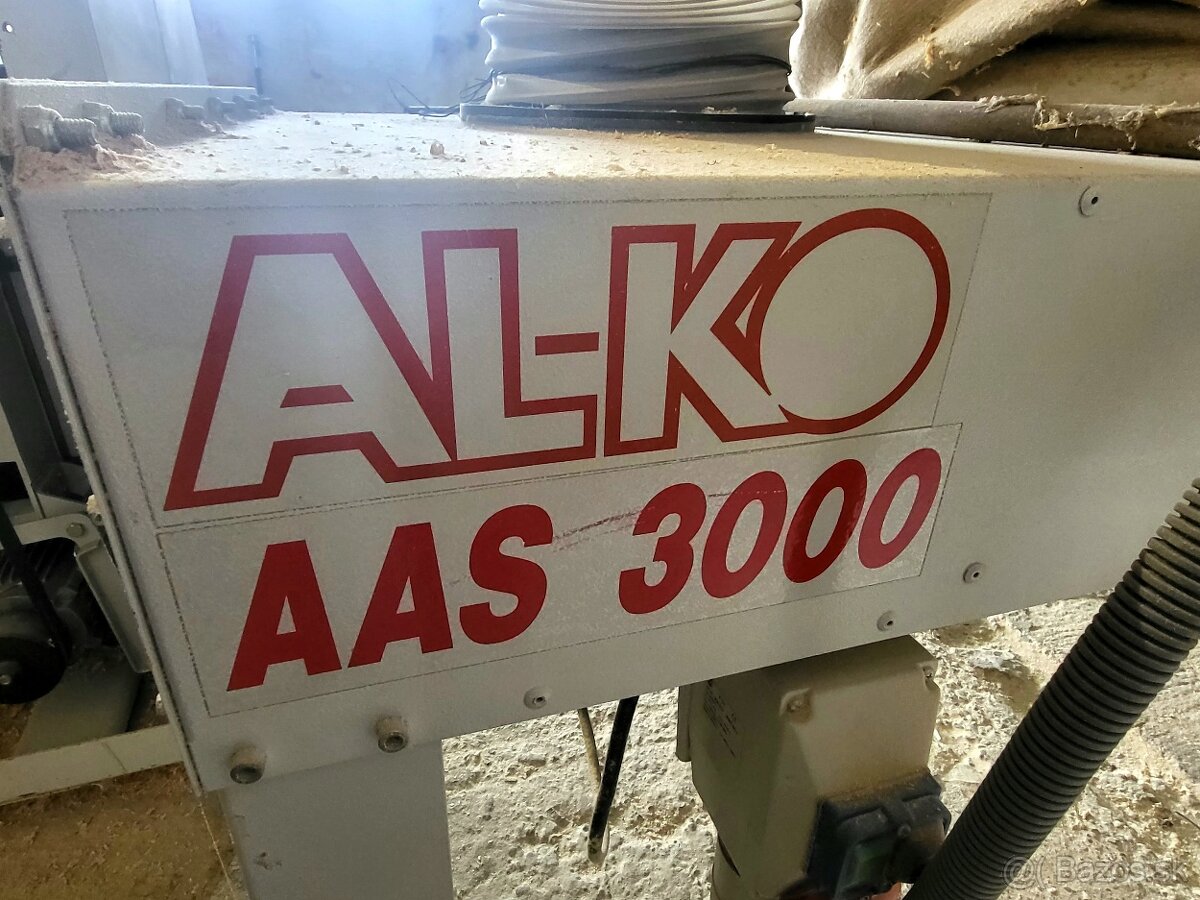 AL-KO
AAS 3000
@( Bazos.sk